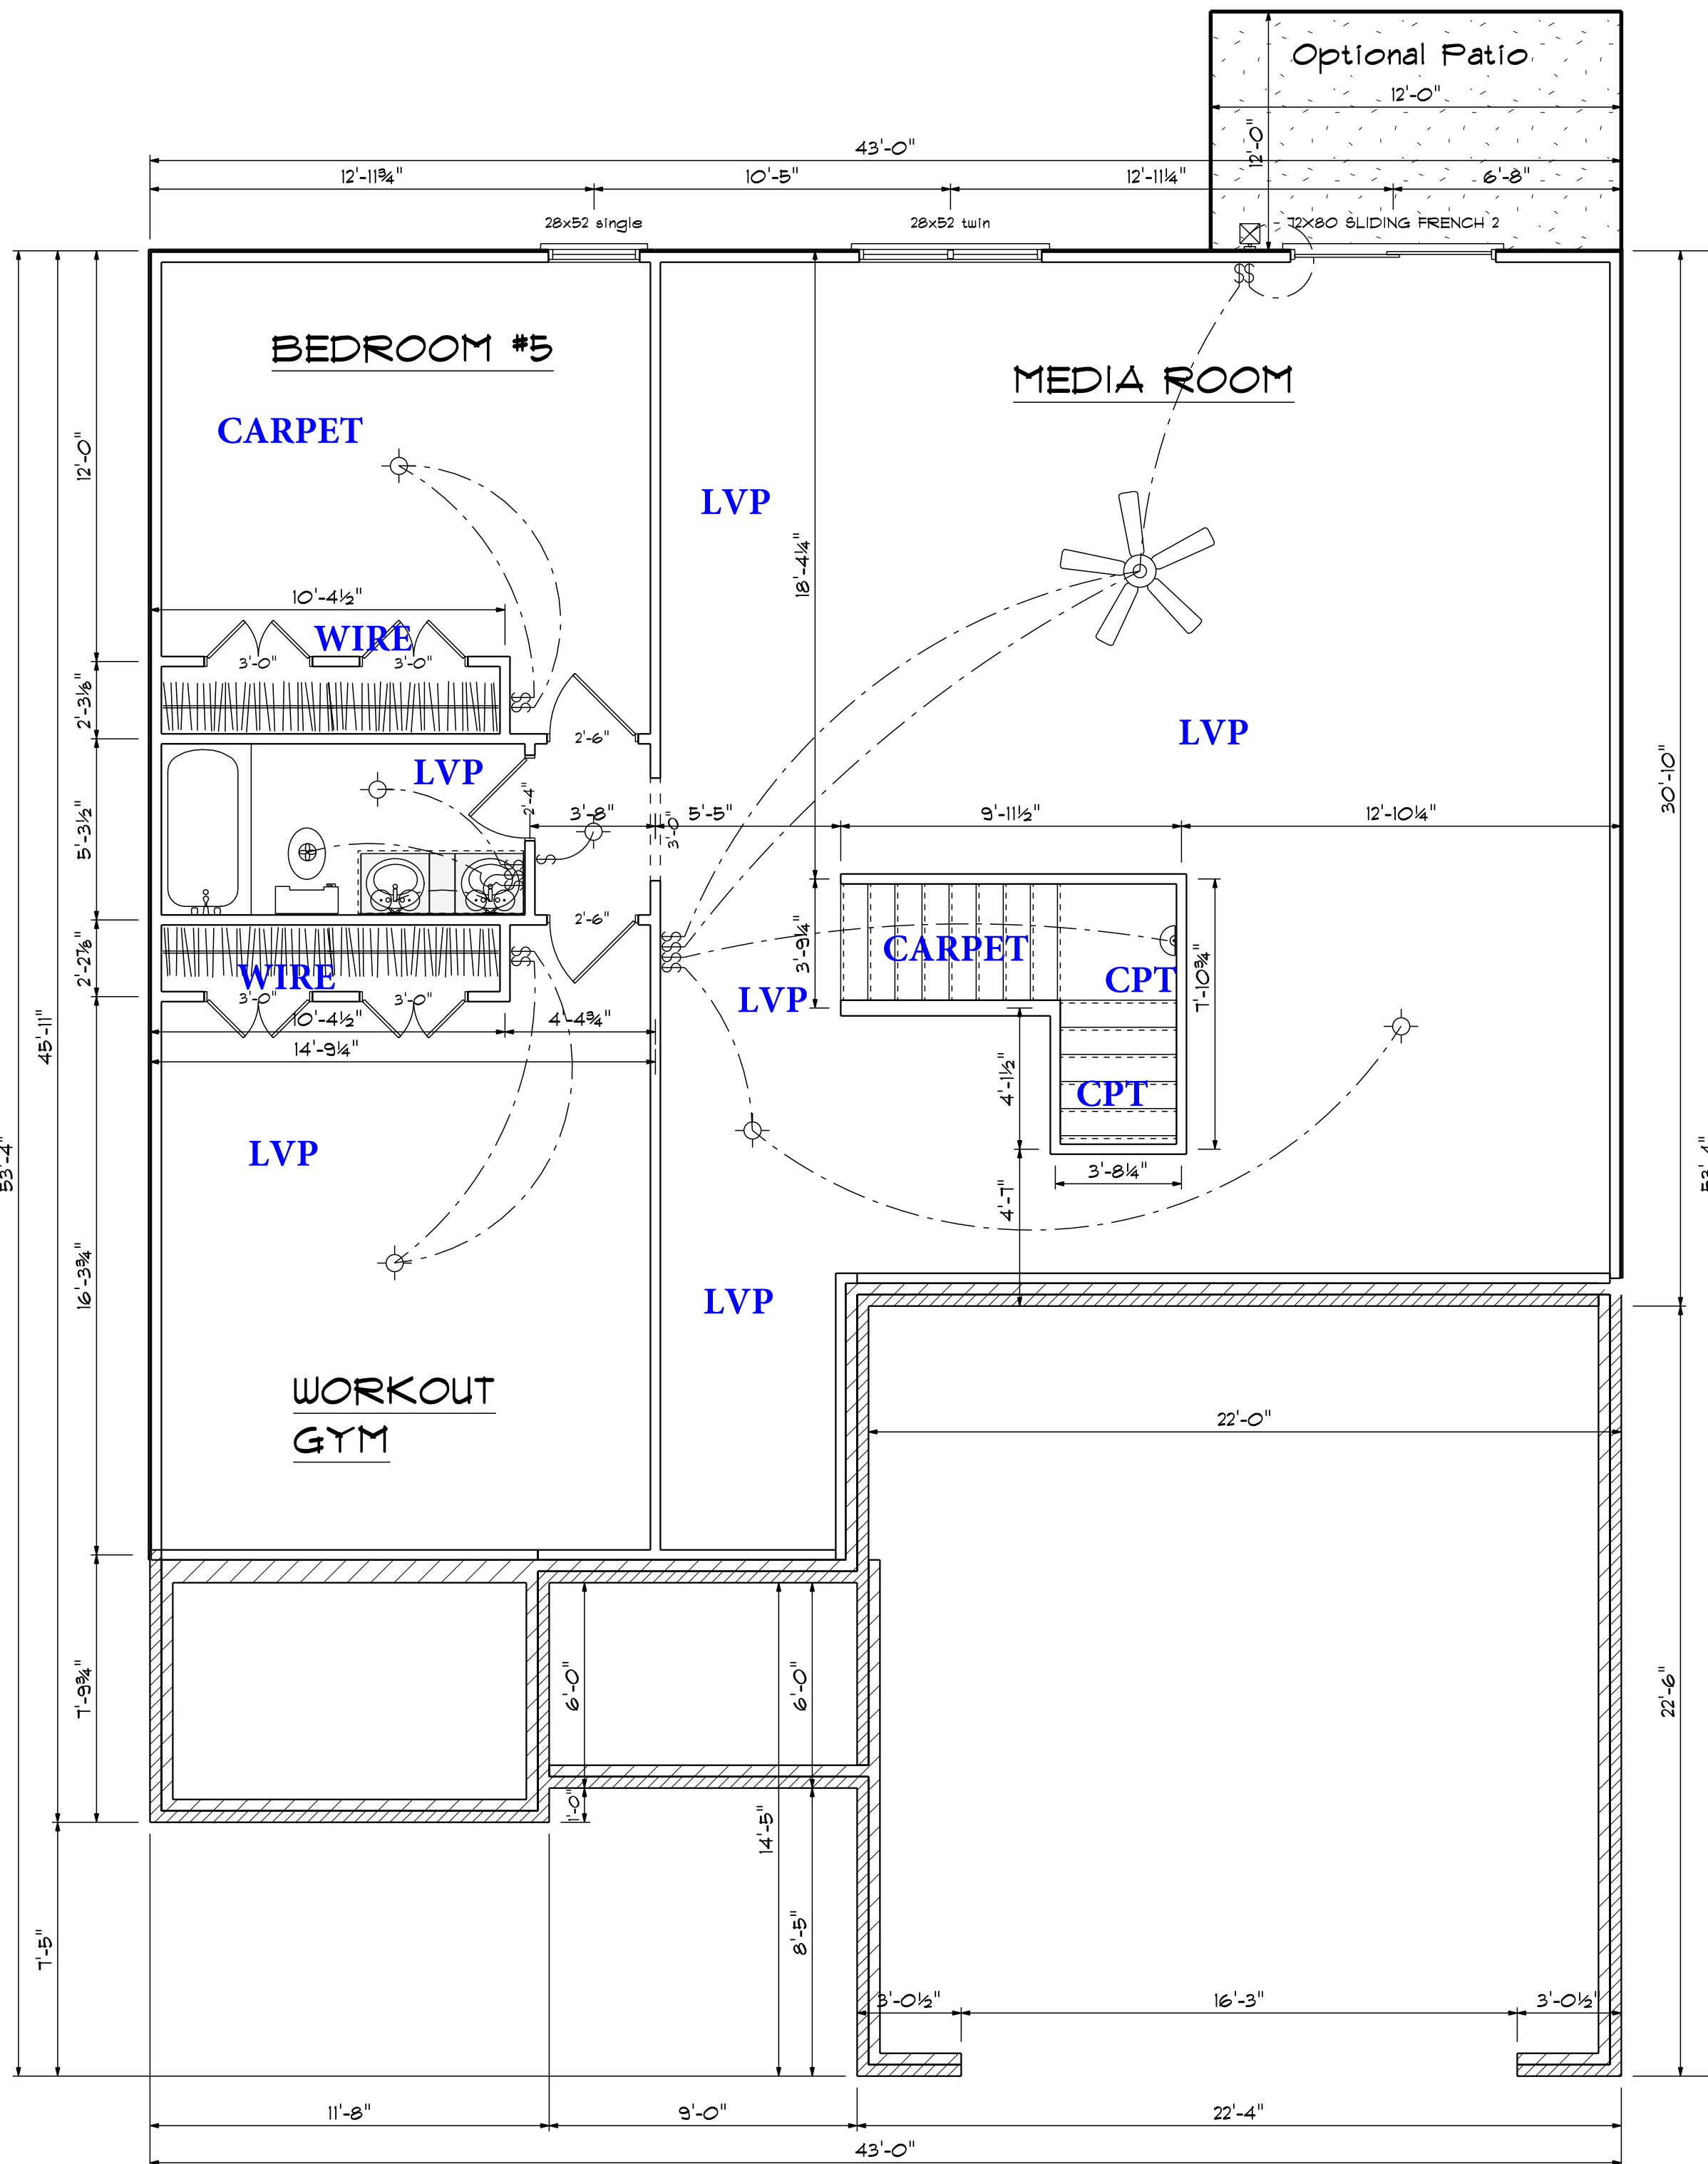 Optional Patio
12'-0"
12'-0"
43'-0"
12'-11¾"
10'-5"
12'-11¼"
6'-8"
28x52 single
28x52 twin
72X80 SLIDING FRENCH 2
BEDROOM #5
MEDIA ROOM
CARPET
12'-0"
LVP
18'-4¼"
10'-4½"
WIRE
3'-0"
3'-0"
2'-3⅛"
LVP
2'-6"
LVP
30'-10"
2'-4"
5'-3½"
3'-8"
3'-0"
5'-5"
9'-11½"
12'-10¼"
2'-6"
2'-2⅞"
WIRE
3'-0"
3'-0"
3'-9¼"
CARPET
CPT
7'-10¾"
LVP
10'-4½"
4'-4¾"
14'-9¼"
45'-11"
4'-1½"
CPT
LVP
53'-4"
53'-4"
3'-8¼"
4'-7"
16'-3¾"
LVP
WORKOUT
GYM
22'-0"
7'-9¾"
6'-0"
6'-0"
22'-6"
1'-0"
14'-5"
7'-5"
8'-5"
3'-0½"
16'-3"
3'-0½"
11'-8"
9'-0"
22'-4"
43'-0"